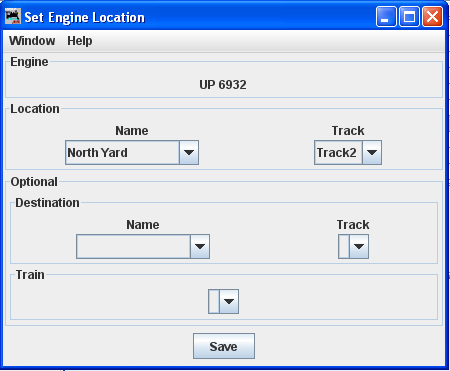 Set Engine Location
Window Help
Engine
UP 6932
Location
Name Track
North Yard Track2
Optional
Destination
Name Track
Train
Save